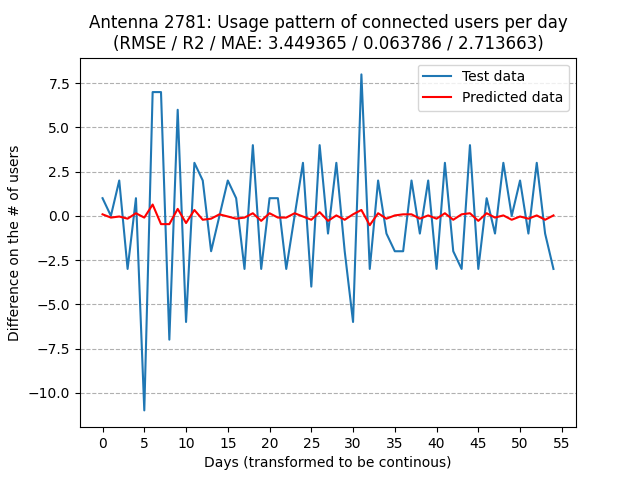 Antenna 2781: Usage pattern of connected users per day
(RMSE / R2 / MAE: 3.449365 / 0.063786 / 2.713663)
Test data
Predicted data
Difference on the # of users
7.5
5.0
2.5
0.0
−2.5
−5.0
−7.5
−10.0
0 5 10 15 20 25 30 35 40 45 50 55
Days (transformed to be continous)